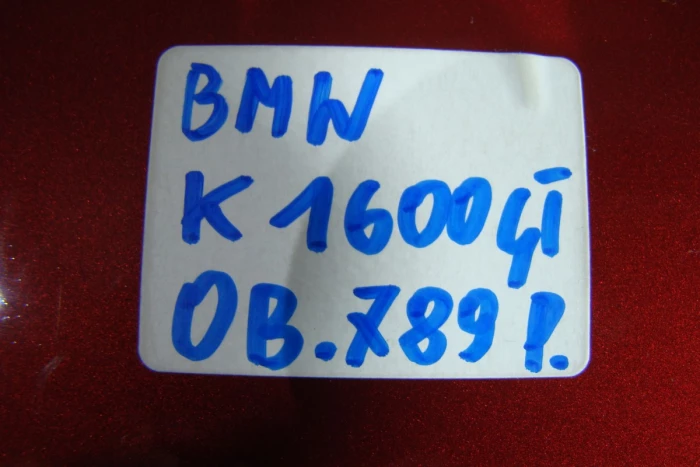 BMW
K 1600 GT
OB. 789 P.